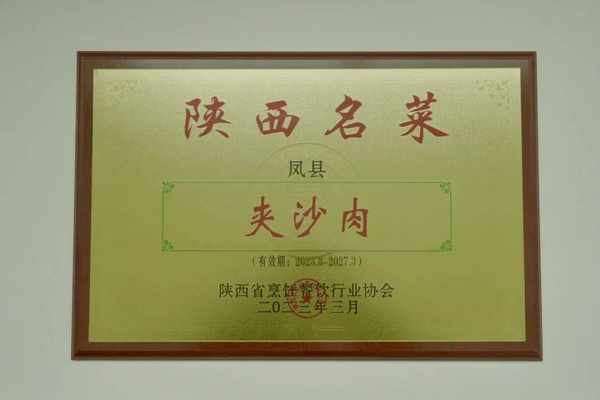 陕西名菜
凤县
夹沙肉
(有效期：2023.3-2027.3)
陕西省烹饪餐饮行业协会
二〇二三年三月